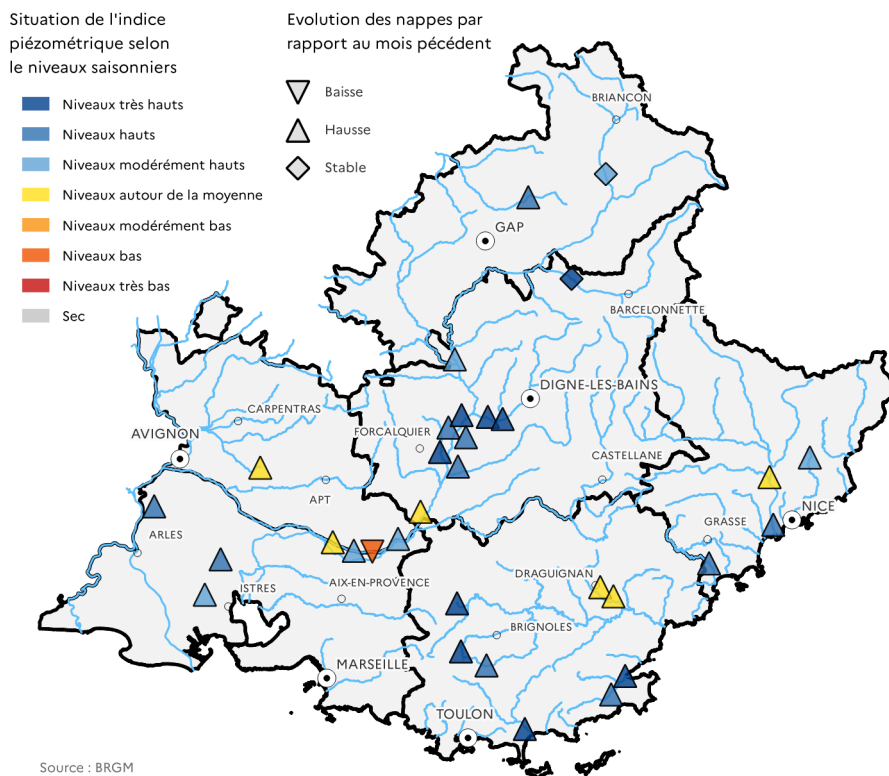 Situation de l'indice
piézométrique selon
le niveaux saisonniers
Niveaux très hauts
Niveaux hauts
Niveaux modérément hauts
Niveaux autour de la moyenne
Niveaux modérément bas
Niveaux bas
Niveaux très bas
Sec
Evolution des nappes par
rapport au mois pécédent
Baisse
Hausse
Stable
BRIANCON
GAP
BARCELONNETTE
DIGNE-LES-BAINS
CARPENTRAS
AVIGNON
FORCALQUIER
CASTELLANE
APT
NICE
ARLES
GRASSE
DRAGUIGNAN
AIX-EN-PROVENCE
ISTRES
BRIGNOLES
MARSEILLE
TOULON
Source : BRGM